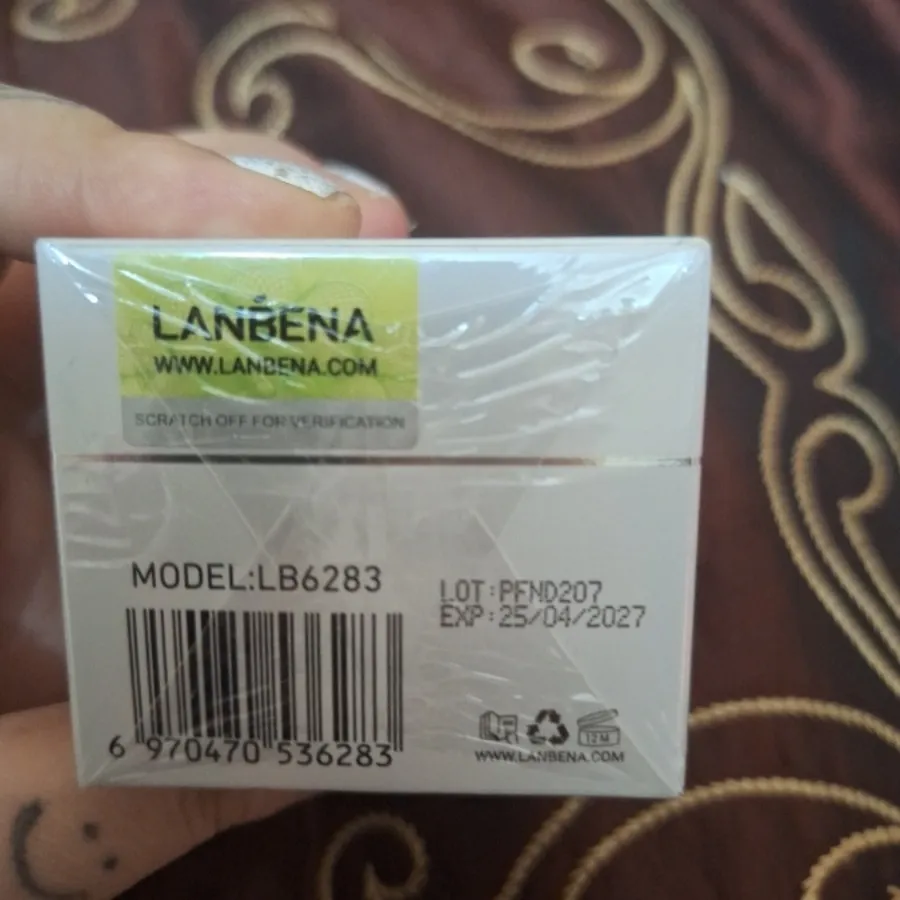 LANBENA
WWW.LANBENA.COM
SCRATCH OFF FOR VERIFICATION
MODEL:LB6283
LOT:PFND207
EXP:25/04/2027
6 970470 536283
12M
WWW.LANBENA.COM